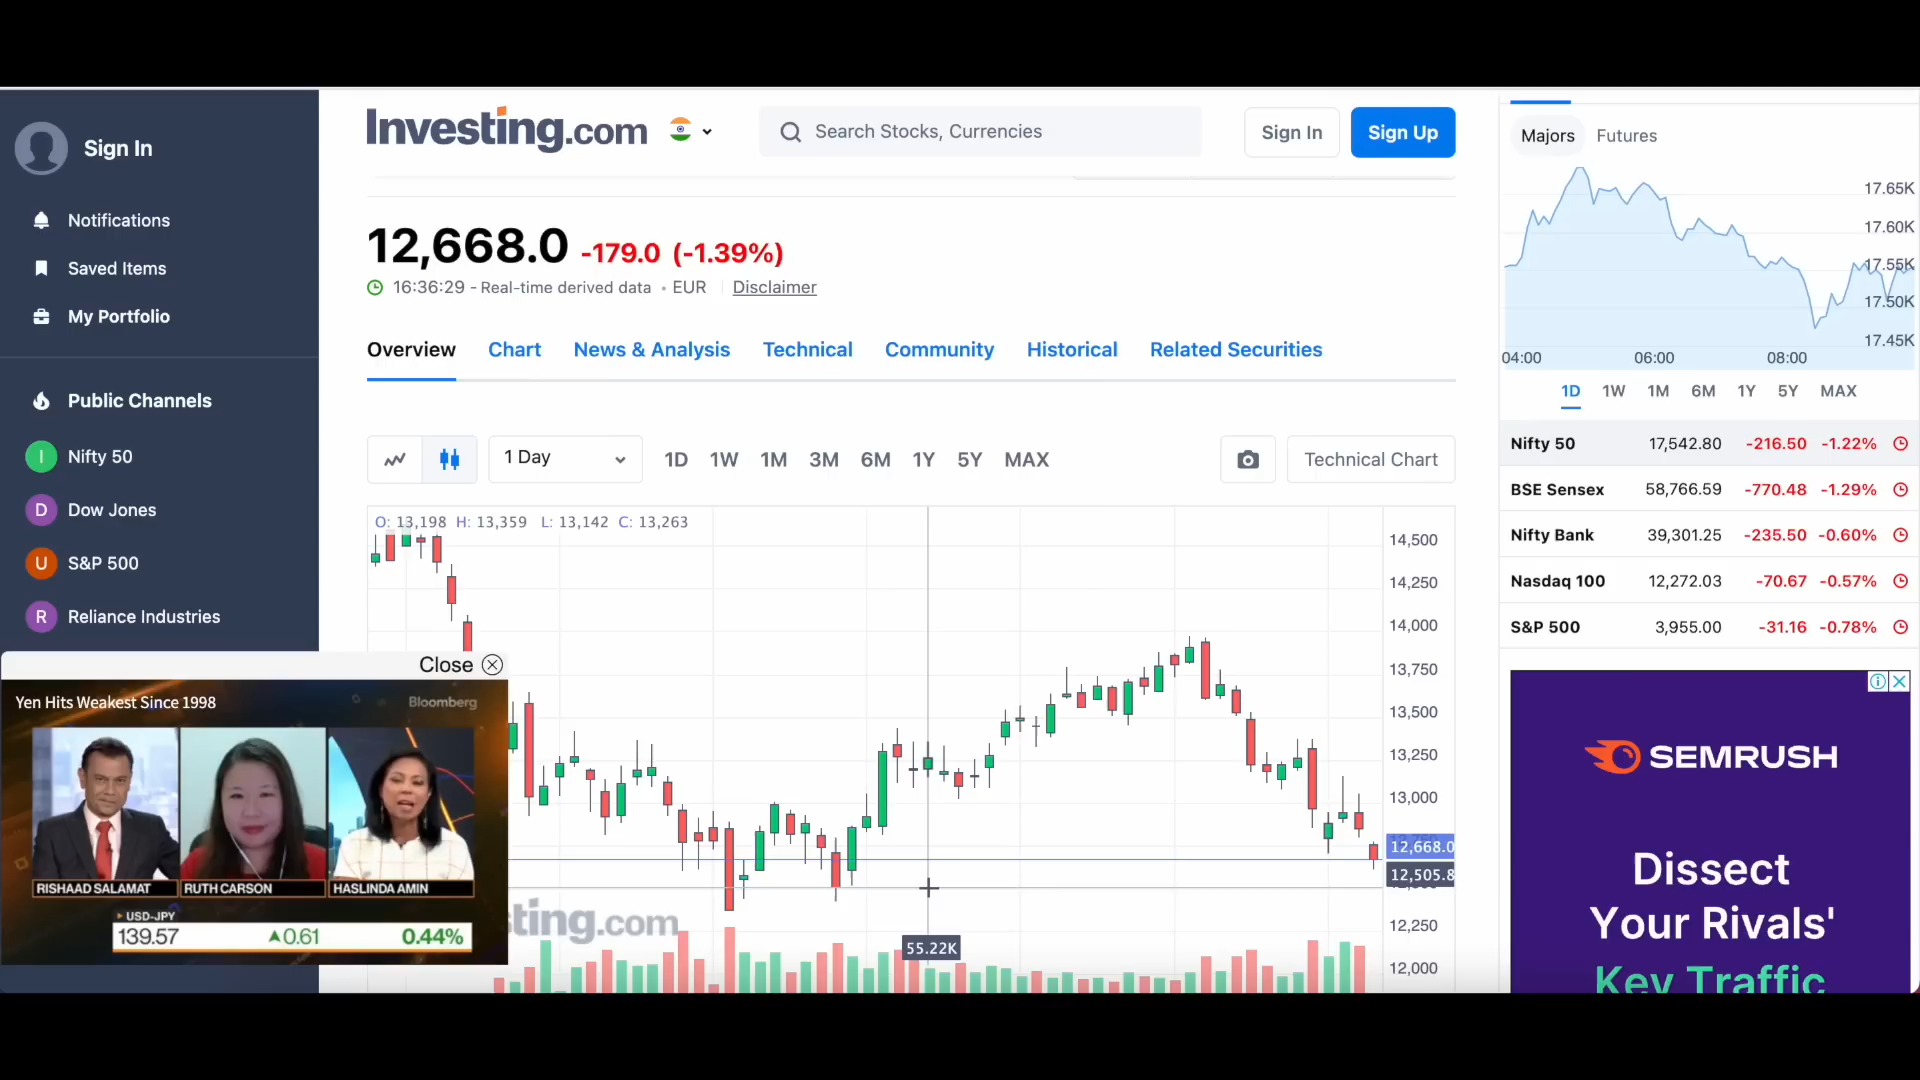 Sign In
Notifications
Saved Items
My Portfolio
Public Channels
I Nifty 50
D Dow Jones
U S&P 500
R Reliance Industries
Close
Yen Hits Weakest Since 1998
Bloomberg
RISHAAD SALAMAT
RUTH CARSON
HASLINDA AMIN
USD-JPY
139.57 ▲0.61 0.44%
Investing.com
Search Stocks, Currencies
Sign In
Sign Up
12,668.0 -179.0 (-1.39%)
16:36:29 - Real-time derived data • EUR Disclaimer
Overview Chart News & Analysis Technical Community Historical Related Securities
1 Day
1D 1W 1M 3M 6M 1Y 5Y MAX
Technical Chart
O: 13,198 H: 13,359 L: 13,142 C: 13,263
14,500
14,250
14,000
13,750
13,500
13,250
13,000
12,668.0
12,505.8
12,250
12,000
sting.com
55.22K
Majors Futures
17.65K
17.60K
17.55K
17.50K
17.45K
04:00 06:00 08:00
1D 1W 1M 6M 1Y 5Y MAX
Nifty 50 17,542.80 -216.50 -1.22%
BSE Sensex 58,766.59 -770.48 -1.29%
Nifty Bank 39,301.25 -235.50 -0.60%
Nasdaq 100 12,272.03 -70.67 -0.57%
S&P 500 3,955.00 -31.16 -0.78%
SEMRUSH
Dissect
Your Rivals'
Key Traffic